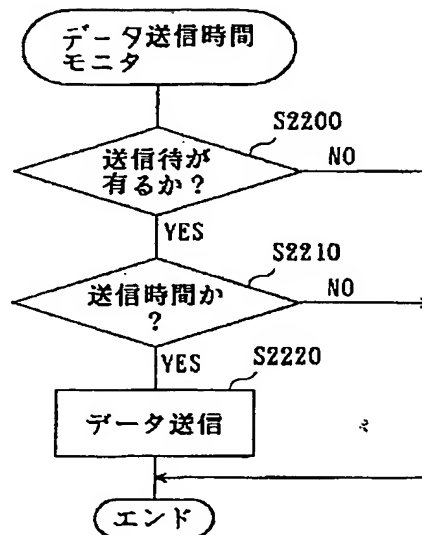 データ送信時間
モニタ
S2200
送信待が
有るか?
NO
YES
S2210
送信時間か
?
NO
YES
S2220
データ送信
エンド